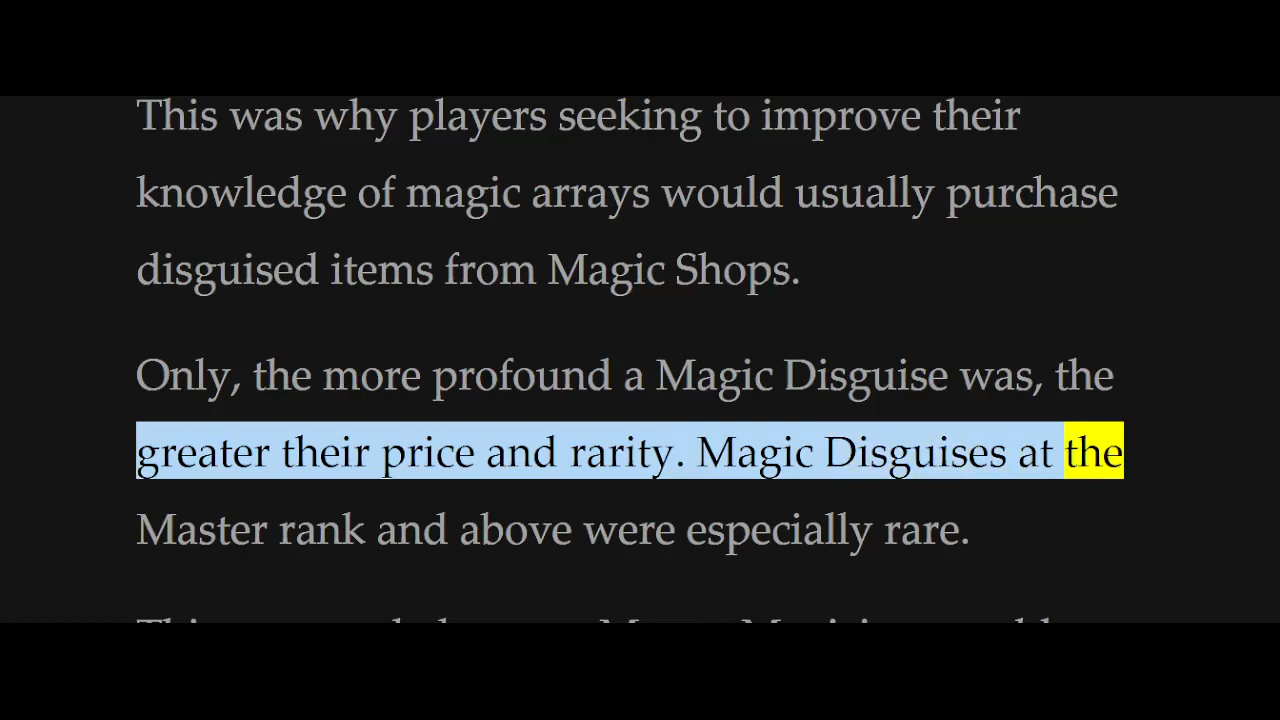 This was why players seeking to improve their
knowledge of magic arrays would usually purchase
disguised items from Magic Shops.
Only, the more profound a Magic Disguise was, the
greater their price and rarity. Magic Disguises at the
Master rank and above were especially rare.